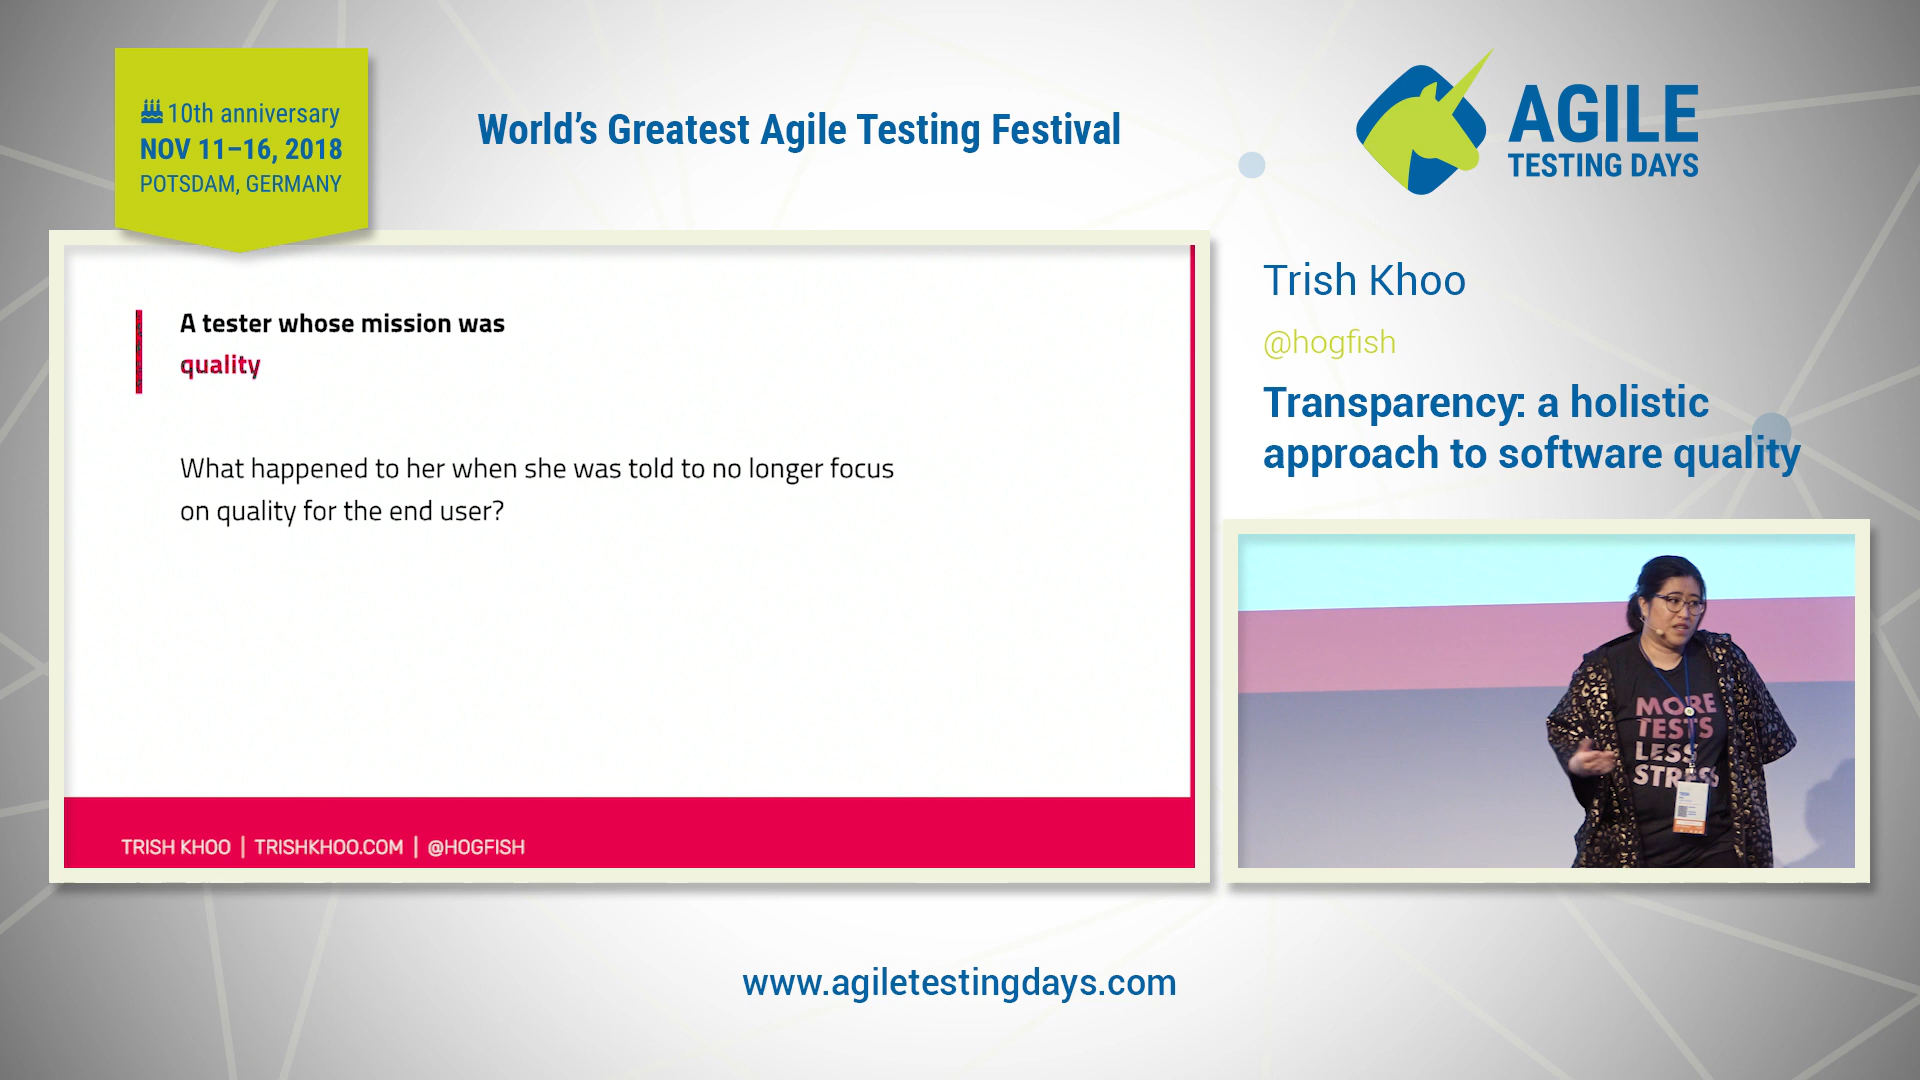 10th anniversary
NOV 11–16, 2018
POTSDAM, GERMANY
World’s Greatest Agile Testing Festival
AGILE
TESTING DAYS
A tester whose mission was
quality
What happened to her when she was told to no longer focus
on quality for the end user?
TRISH KHOO | TRISHKHOO.COM | @HOGFISH
Trish Khoo
@hogfish
Transparency: a holistic
approach to software quality
MORE
TESTS
LESS
STRESS
www.agiletestingdays.com